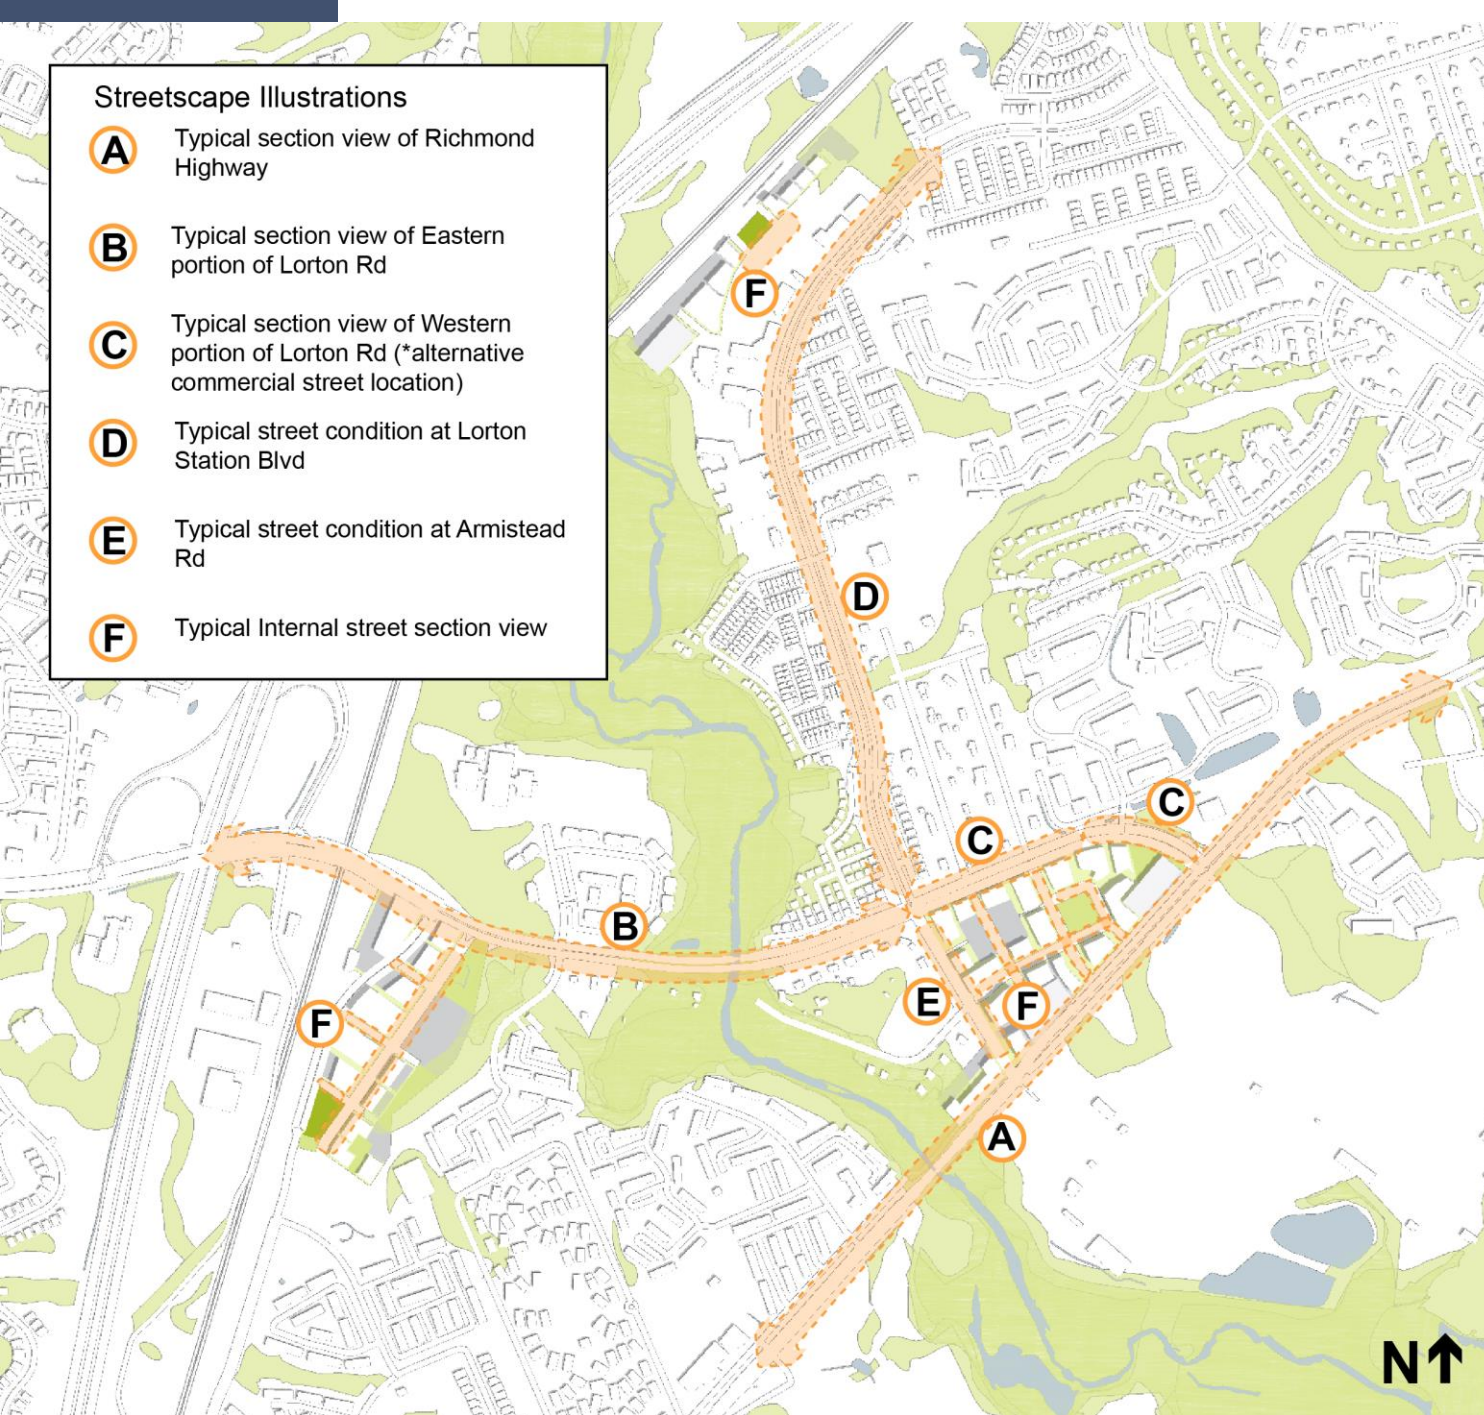 Streetscape Illustrations
A Typical section view of Richmond
Highway
B Typical section view of Eastern
portion of Lorton Rd
C Typical section view of Western
portion of Lorton Rd (*alternative
commercial street location)
D Typical street condition at Lorton
Station Blvd
E Typical street condition at Armistead
Rd
F Typical Internal street section view
F
D
C
C
B
E
F
F
A
N